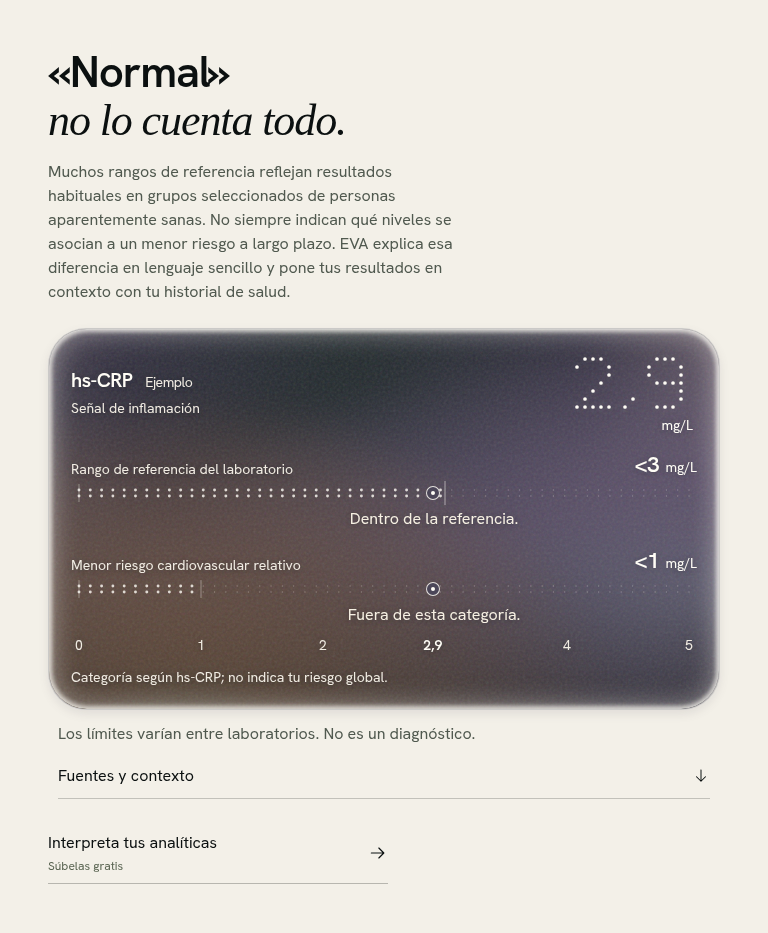 «Normal»
no lo cuenta todo.
Muchos rangos de referencia reflejan resultados
habituales en grupos seleccionados de personas
aparentemente sanas. No siempre indican qué niveles se
asocian a un menor riesgo a largo plazo. EVA explica esa
diferencia en lenguaje sencillo y pone tus resultados en
contexto con tu historial de salud.
hs-CRP Ejemplo
Señal de inflamación
2,9
mg/L
Rango de referencia del laboratorio
<3 mg/L
Dentro de la referencia.
Menor riesgo cardiovascular relativo
<1 mg/L
Fuera de esta categoría.
0 1 2 2,9 4 5
Categoría según hs-CRP; no indica tu riesgo global.
Los límites varían entre laboratorios. No es un diagnóstico.
Fuentes y contexto ↓
Interpreta tus analíticas →
Súbelas gratis